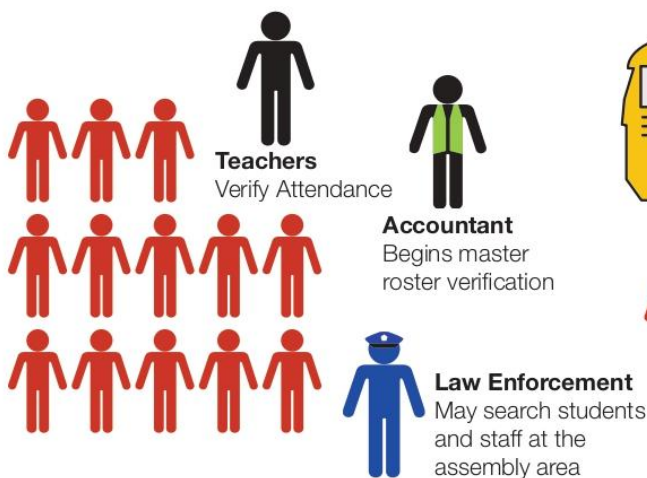 Teachers
Verify Attendance
Accountant
Begins master
roster verification
Law Enforcement
May search students
and staff at the
assembly area